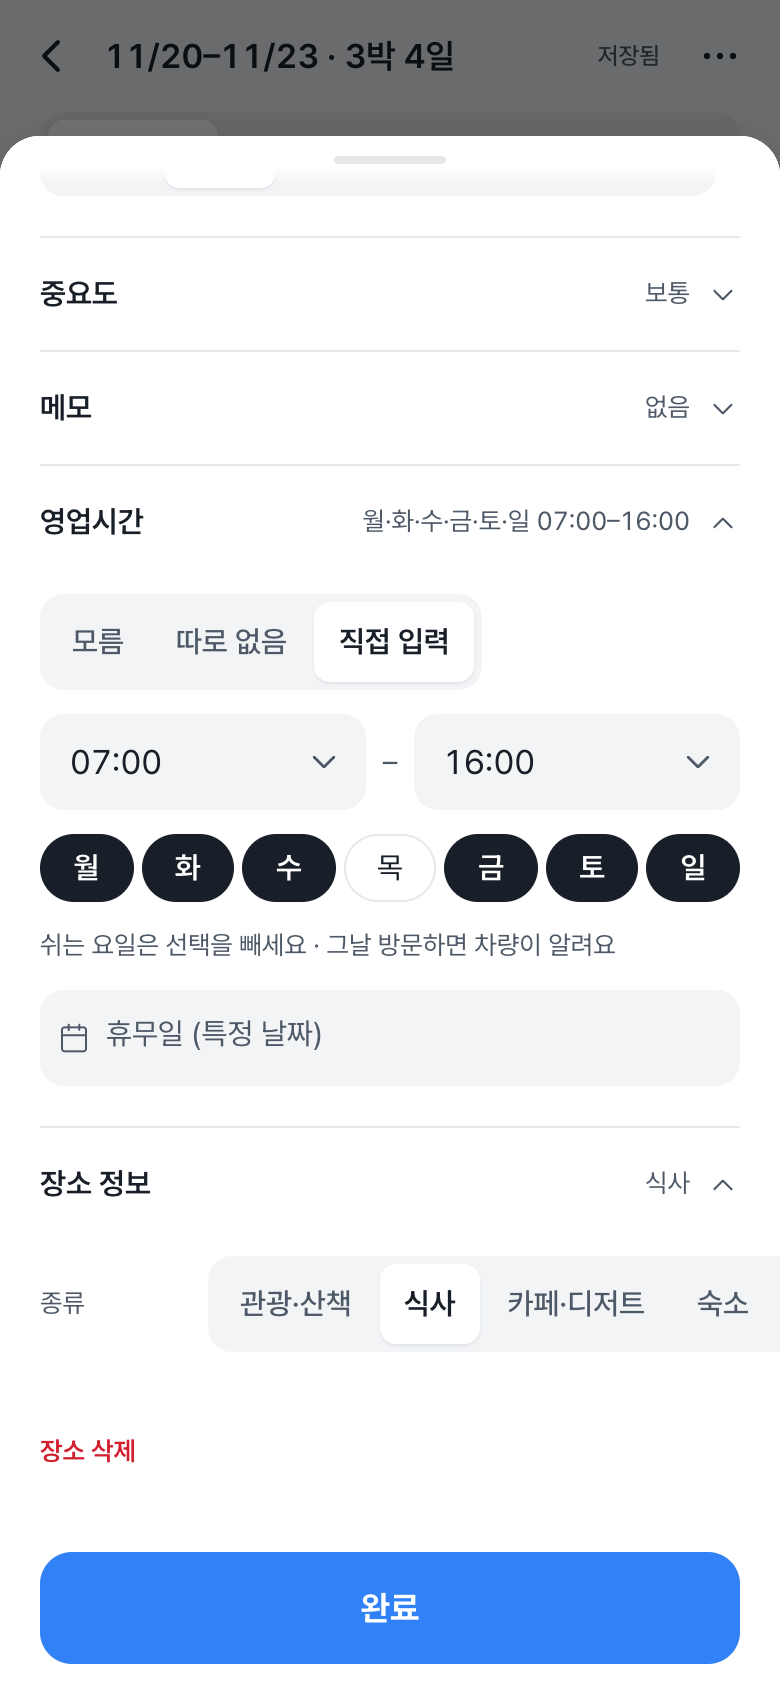 11/20–11/23 · 3박 4일 저장됨
중요도 보통
메모 없음
영업시간 월·화·수·금·토·일 07:00–16:00
모름 따로 없음 직접 입력
07:00 – 16:00
월 화 수 목 금 토 일
쉬는 요일은 선택을 빼세요 · 그날 방문하면 차량이 알려요
휴무일 (특정 날짜)
장소 정보 식사
종류 관광·산책 식사 카페·디저트 숙소
장소 삭제
완료